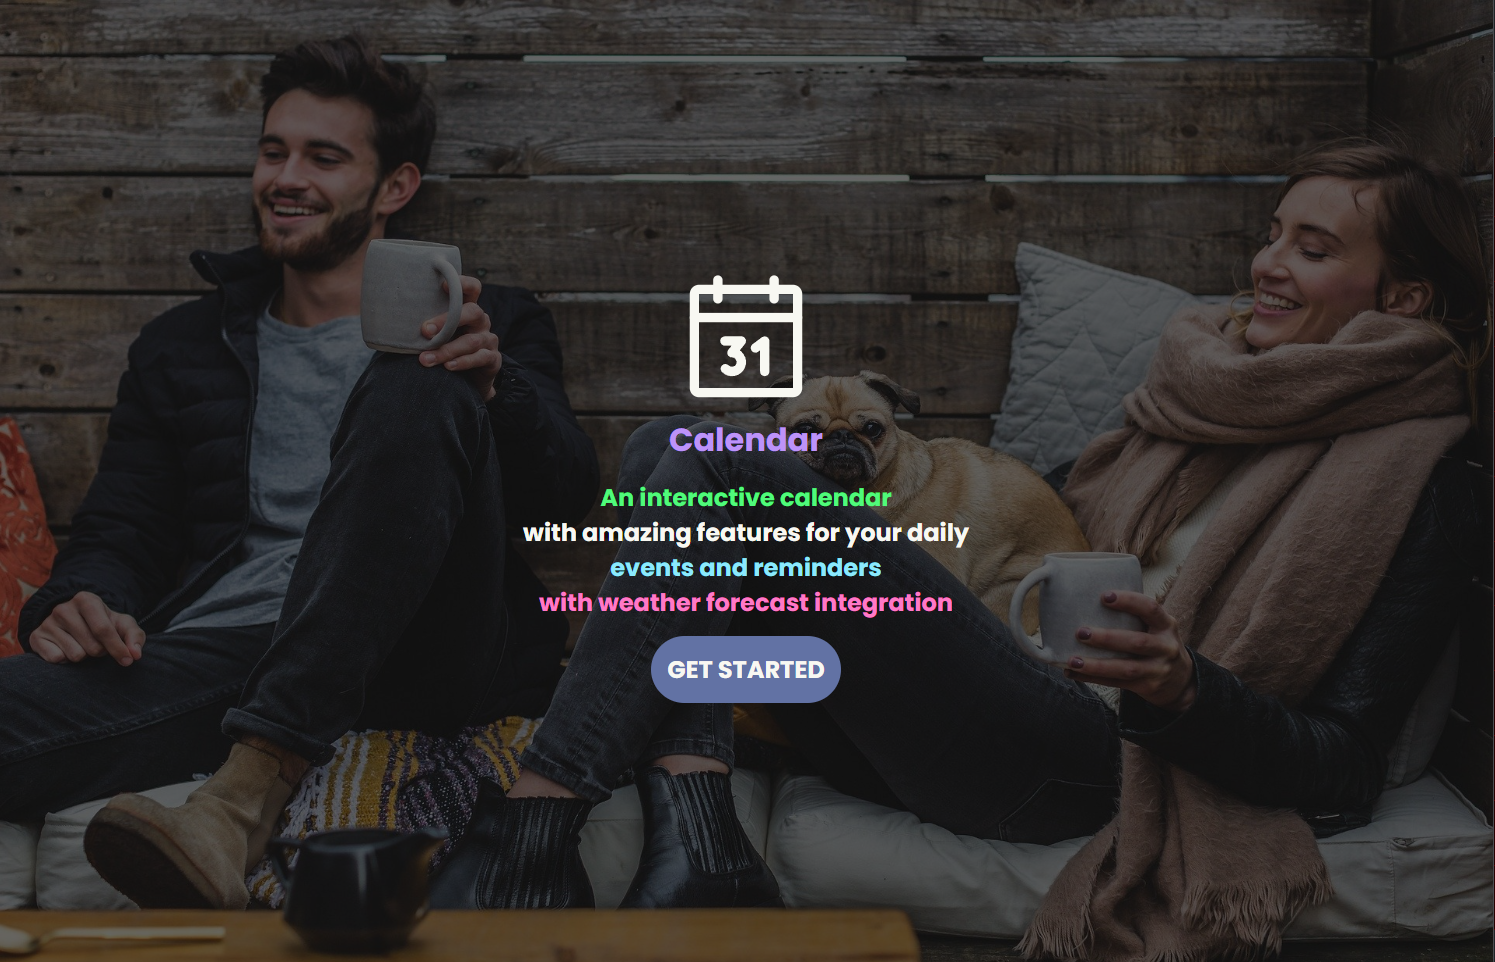 31
Calendar
An interactive calendar
with amazing features for your daily
events and reminders
with weather forecast integration
GET STARTED